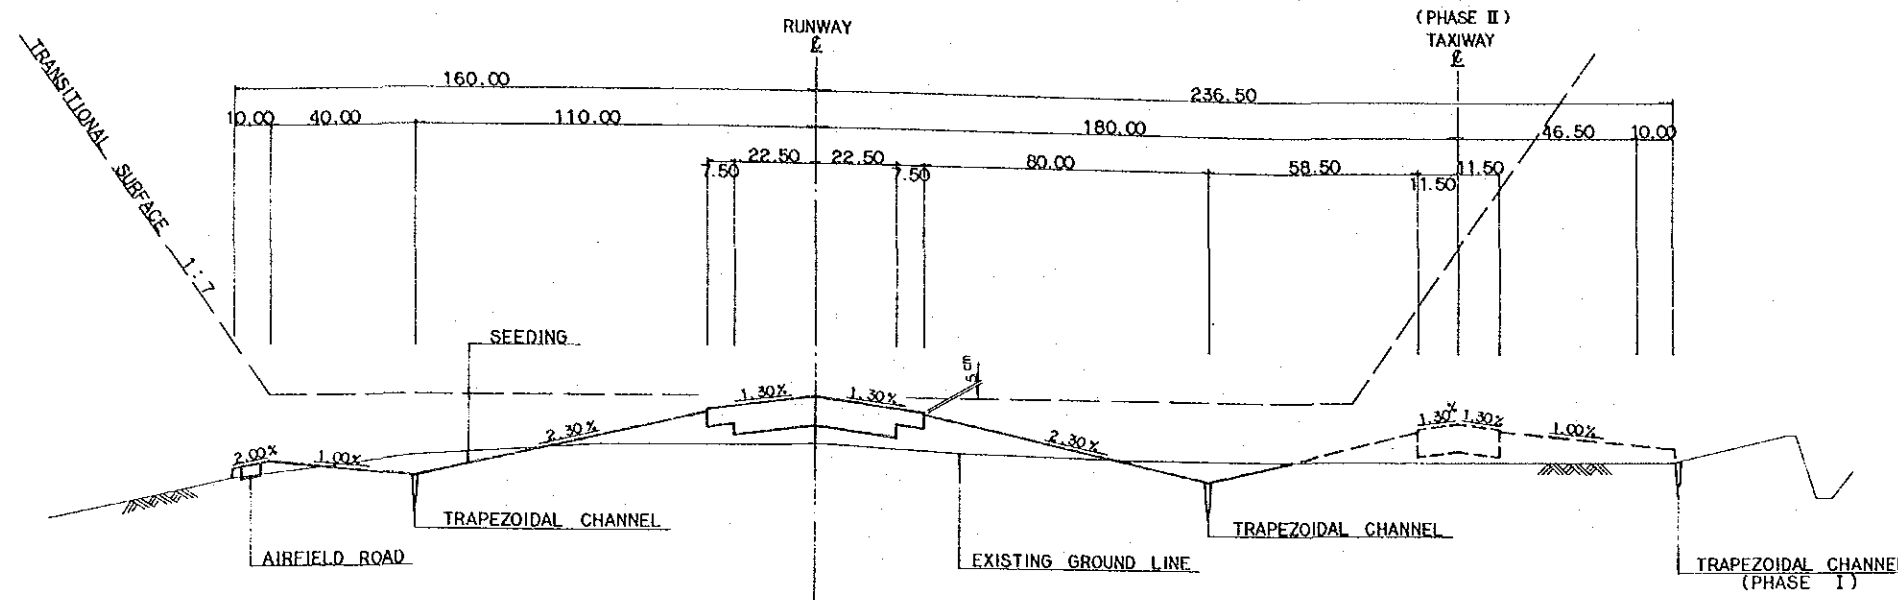 (PHASE II)
RUNWAY
TAXIWAY
℄
℄
TRANSITIONAL SURFACE 1:7
160.00
236.50
10.00
40.00
110.00
180.00
46.50
10.00
7.50
22.50
22.50
7.50
80.00
58.50
11.50
11.50
SEEDING
5 cm
1.30%
1.30%
2.30%
2.30%
1.30%
1.30%
1.00%
2.00%
1.00%
TRAPEZOIDAL CHANNEL
TRAPEZOIDAL CHANNEL
AIRFIELD ROAD
EXISTING GROUND LINE
TRAPEZOIDAL CHANNEL
(PHASE I)